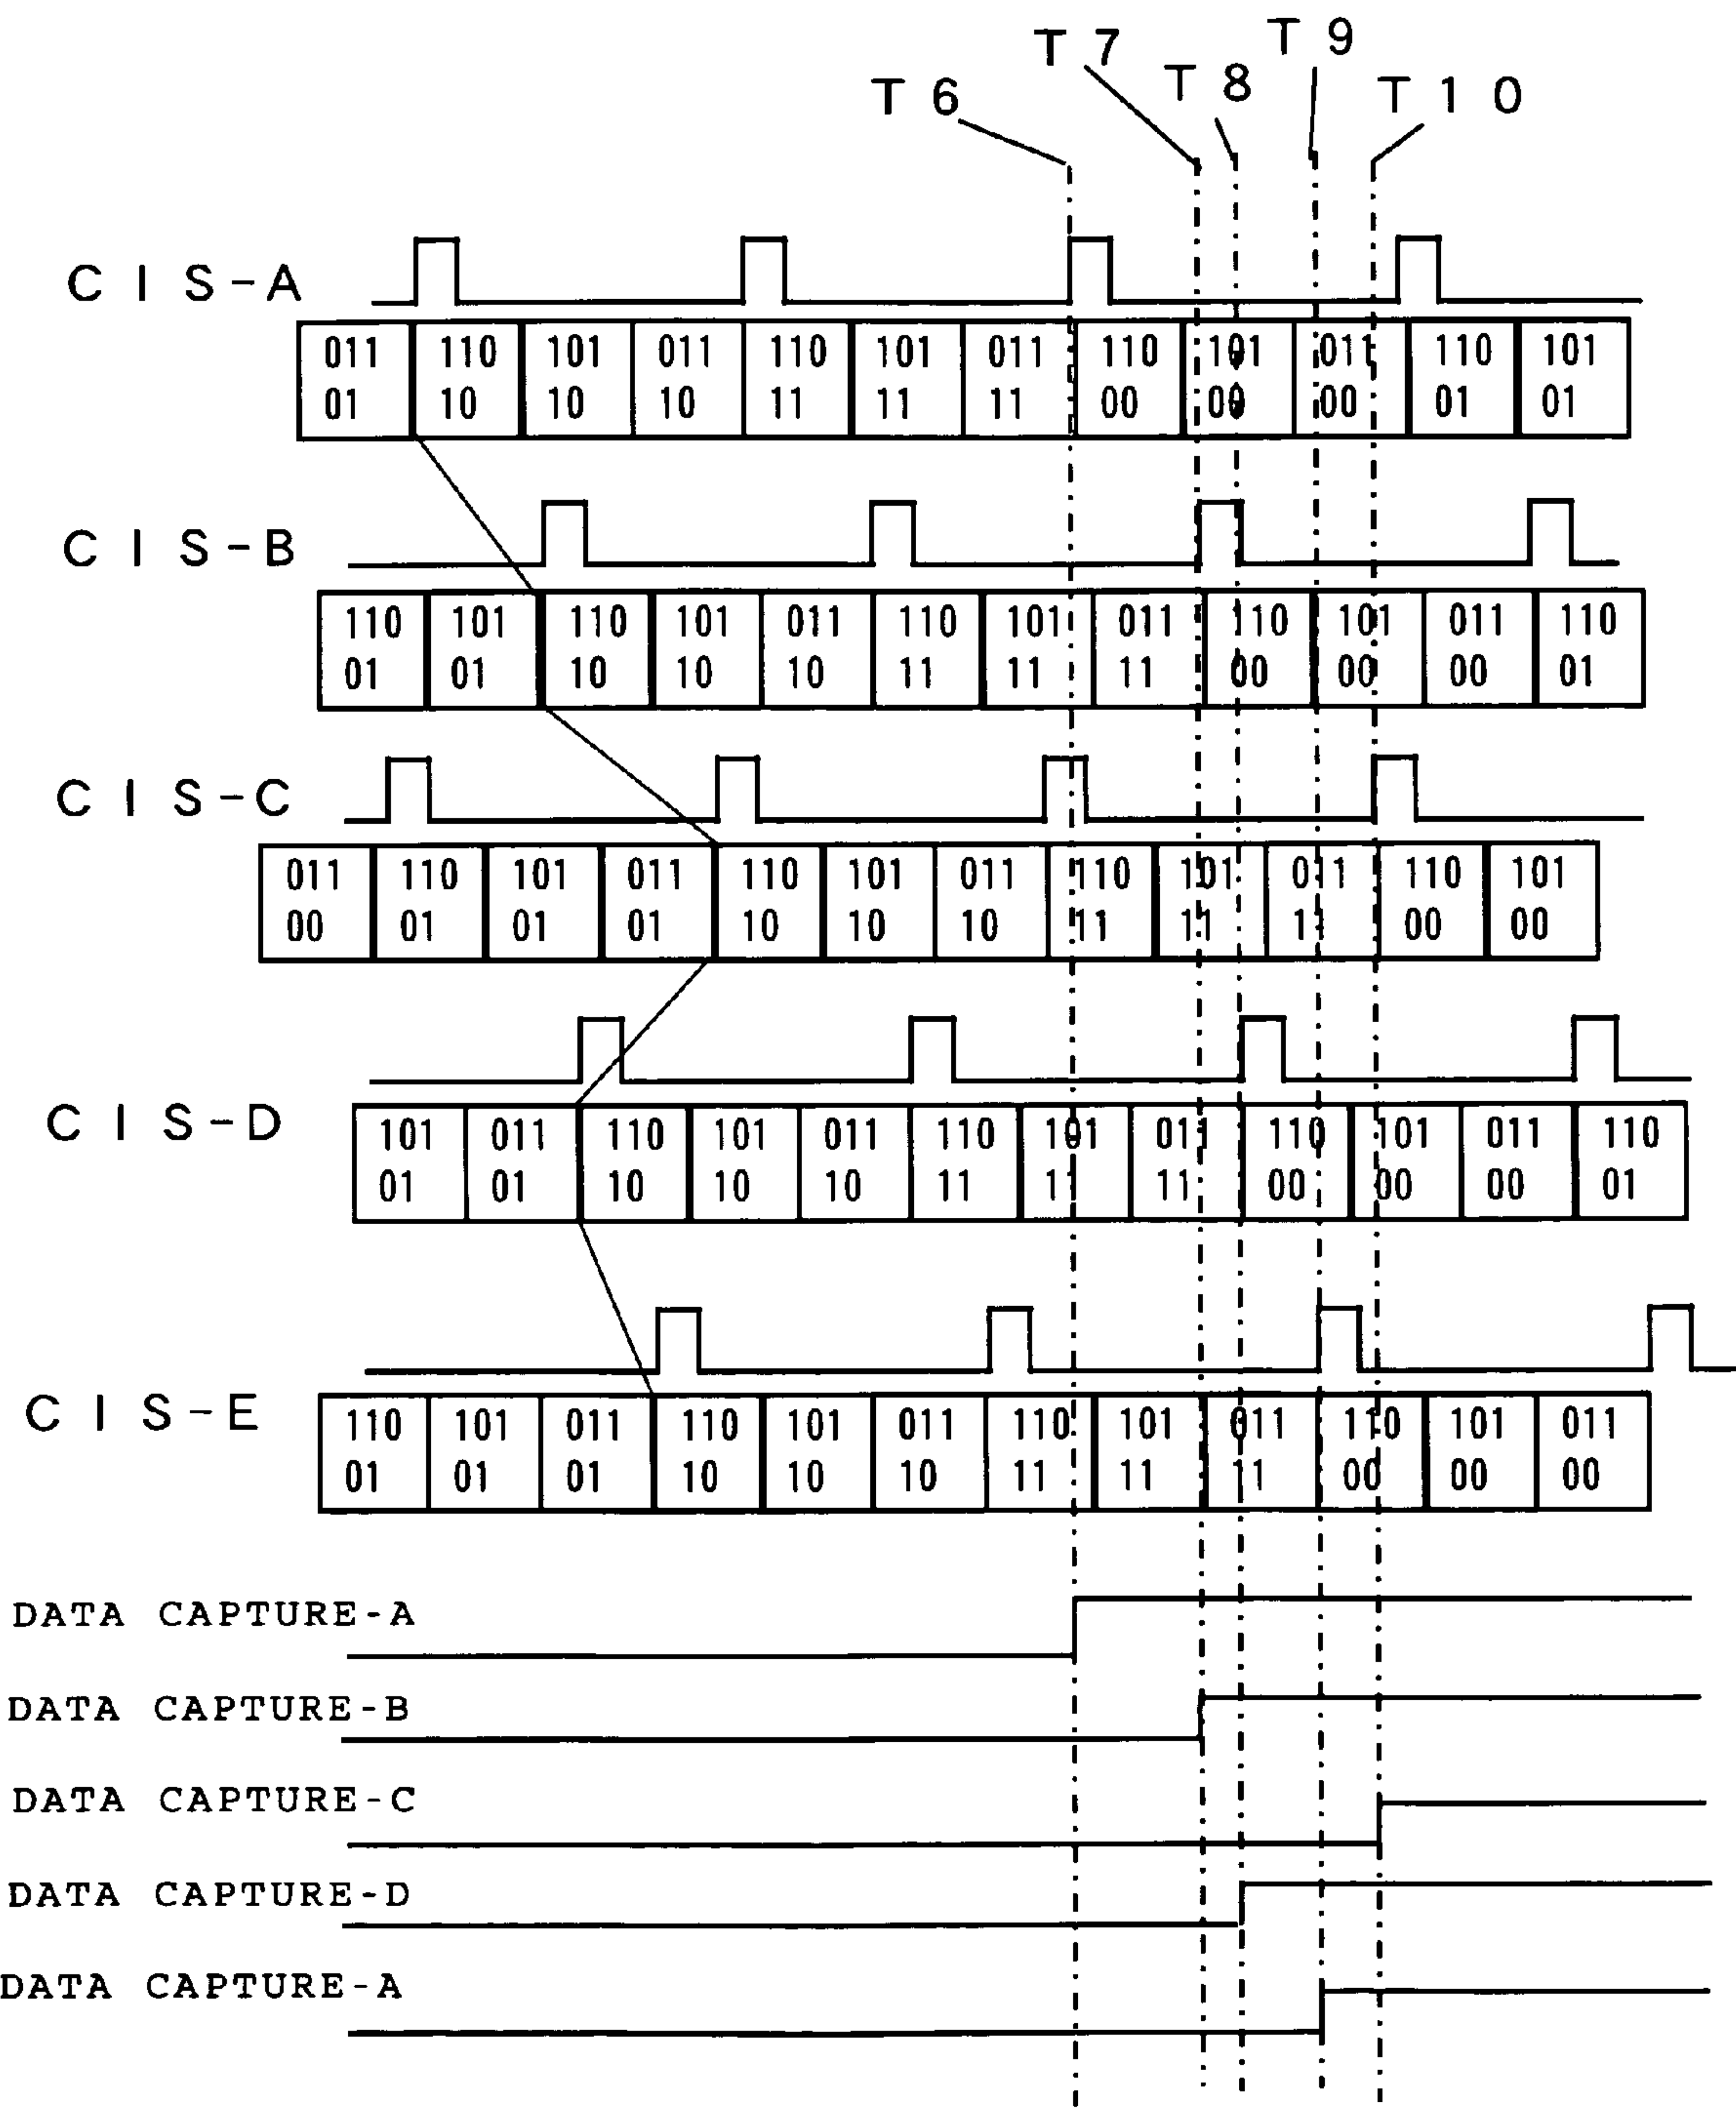 T 9
T 7
T 8
T 6
T 1 0
C I S-A
011 110 101 011 110 101 011 110 101 011 110 101
01 10 10 10 11 11 11 00 00 00 01 01
C I S-B
110 101 110 101 011 110 101 011 110 101 011 110
01 01 10 10 10 11 11 11 00 00 00 01
C I S-C
011 110 101 011 110 101 011 110 101 011 110 101
00 01 01 01 10 10 10 11 11 11 00 00
C I S-D
101 011 110 101 011 110 101 011 110 101 011 110
01 01 10 10 10 11 11 11 00 00 00 01
C I S-E
110 101 011 110 101 011 110 101 011 110 101 011
01 01 01 10 10 10 11 11 11 00 00 00
DATA CAPTURE-A
DATA CAPTURE-B
DATA CAPTURE-C
DATA CAPTURE-D
DATA CAPTURE-A